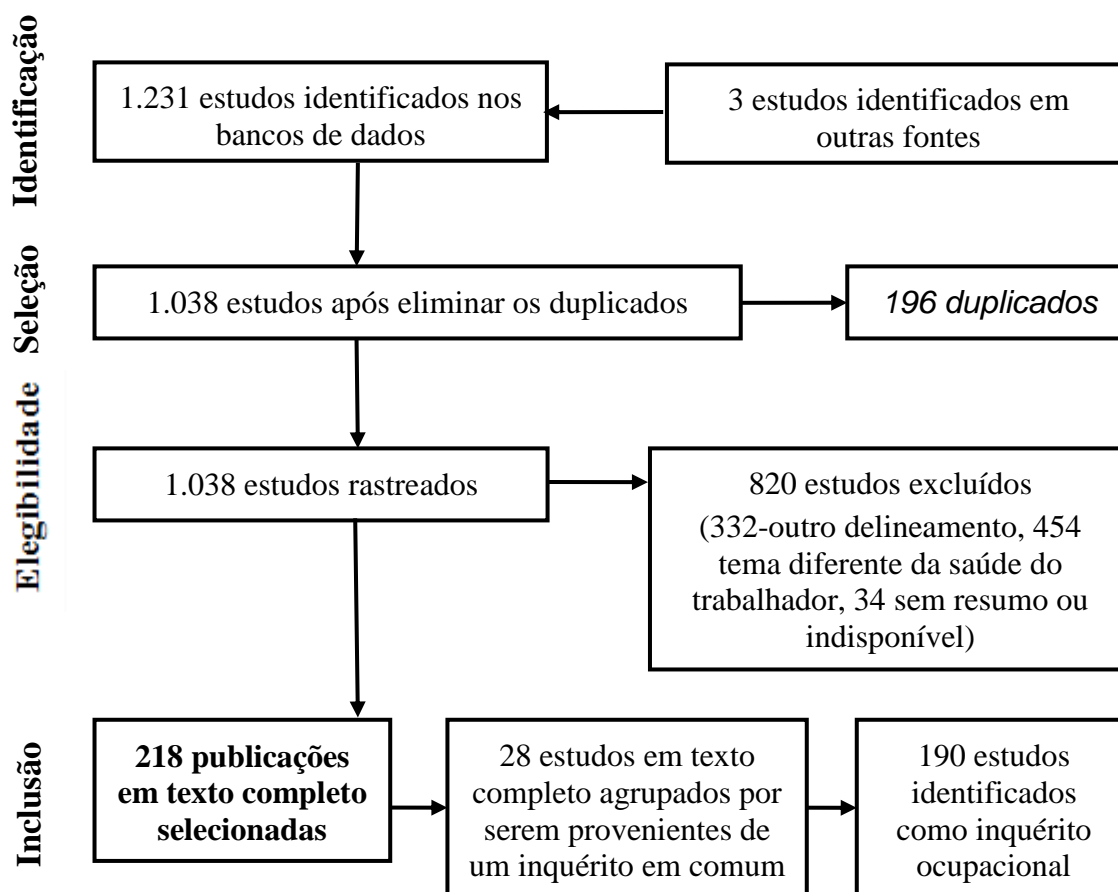 Identificação
1.231 estudos identificados nos
bancos de dados
3 estudos identificados em
outras fontes
Seleção
1.038 estudos após eliminar os duplicados
196 duplicados
Elegibilidade
1.038 estudos rastreados
820 estudos excluídos
(332-outro delineamento, 454
tema diferente da saúde do
trabalhador, 34 sem resumo ou
indisponível)
Inclusão
218 publicações
em texto completo
selecionadas
28 estudos em texto
completo agrupados por
serem provenientes de
um inquérito em comum
190 estudos
identificados
como inquérito
ocupacional